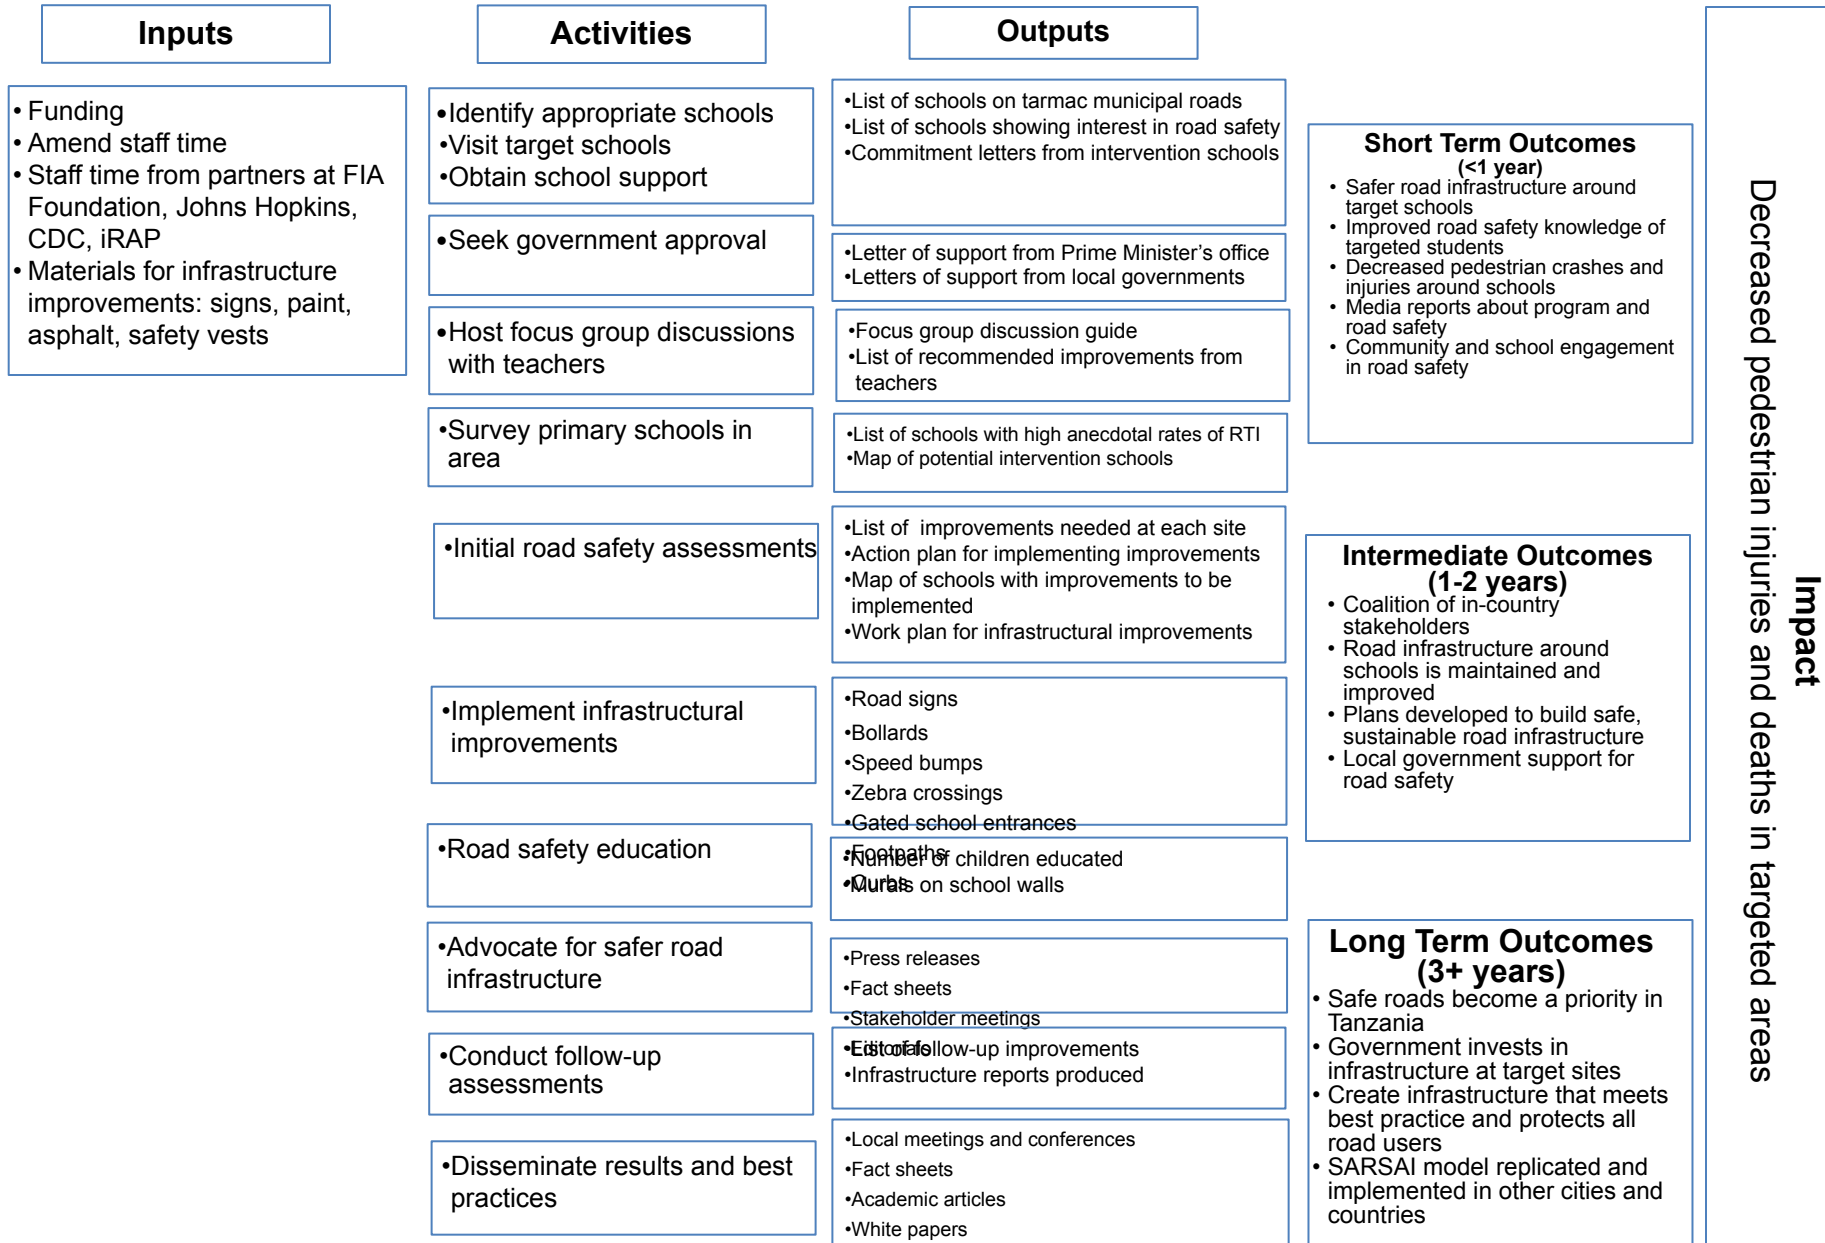 Inputs
• Funding
• Amend staff time
• Staff time from partners at FIA
Foundation, Johns Hopkins,
CDC, iRAP
• Materials for infrastructure
improvements: signs, paint,
asphalt, safety vests
Activities
•Identify appropriate schools
•Visit target schools
•Obtain school support
•Seek government approval
•Host focus group discussions
with teachers
•Survey primary schools in
area
•Initial road safety assessments
•Implement infrastructural
improvements
•Road safety education
•Advocate for safer road
infrastructure
•Conduct follow-up
assessments
•Disseminate results and best
practices
Outputs
•List of schools on tarmac municipal roads
•List of schools showing interest in road safety
•Commitment letters from intervention schools
•Letter of support from Prime Minister’s office
•Letters of support from local governments
•Focus group discussion guide
•List of recommended improvements from
teachers
•List of schools with high anecdotal rates of RTI
•Map of potential intervention schools
•List of  improvements needed at each site
•Action plan for implementing improvements
•Map of schools with improvements to be
implemented
•Work plan for infrastructural improvements
•Road signs
•Bollards
•Speed bumps
•Zebra crossings
•Gated school entrances
•Footpaths
•Curbs
•Number of children educated
•Murals on school walls
•Press releases
•Fact sheets
•Stakeholder meetings
•Editorials
•List of follow-up improvements
•Infrastructure reports produced
•Local meetings and conferences
•Fact sheets
•Academic articles
•White papers
Short Term Outcomes
(<1 year)
• Safer road infrastructure around
target schools
• Improved road safety knowledge of
targeted students
• Decreased pedestrian crashes and
injuries around schools
• Media reports about program and
road safety
• Community and school engagement
in road safety
Intermediate Outcomes
(1-2 years)
• Coalition of in-country
stakeholders
• Road infrastructure around
schools is maintained and
improved
• Plans developed to build safe,
sustainable road infrastructure
• Local government support for
road safety
Long Term Outcomes
(3+ years)
• Safe roads become a priority in
Tanzania
• Government invests in
infrastructure at target sites
• Create infrastructure that meets
best practice and protects all
road users
• SARSAI model replicated and
implemented in other cities and
countries
Impact
Decreased pedestrian injuries and deaths in targeted areas